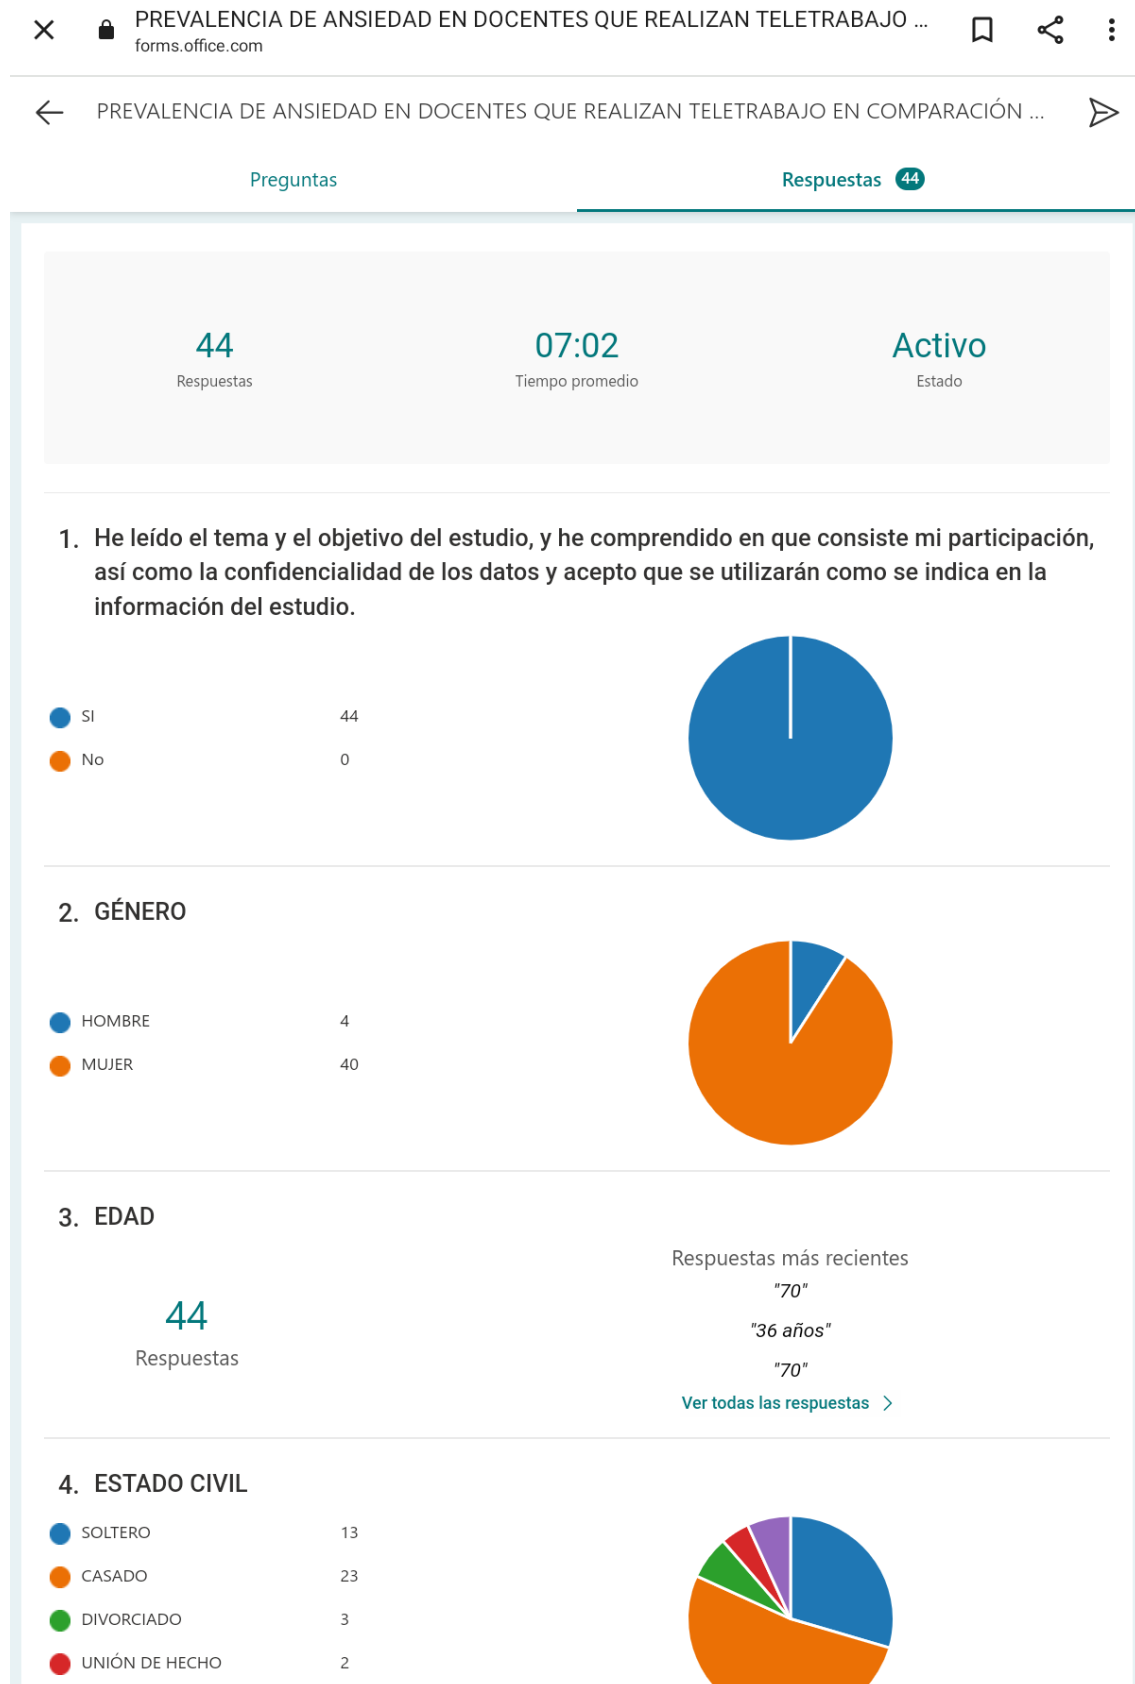 PREVALENCIA DE ANSIEDAD EN DOCENTES QUE REALIZAN TELETRABAJO ...
forms.office.com
PREVALENCIA DE ANSIEDAD EN DOCENTES QUE REALIZAN TELETRABAJO EN COMPARACIÓN ...
Preguntas
Respuestas 44
44
Respuestas
07:02
Tiempo promedio
Activo
Estado
1. He leído el tema y el objetivo del estudio, y he comprendido en que consiste mi participación,
así como la confidencialidad de los datos y acepto que se utilizarán como se indica en la
información del estudio.
SI 44
No 0
2. GÉNERO
HOMBRE 4
MUJER 40
3. EDAD
44
Respuestas
Respuestas más recientes
"70"
"36 años"
"70"
Ver todas las respuestas
4. ESTADO CIVIL
SOLTERO 13
CASADO 23
DIVORCIADO 3
UNIÓN DE HECHO 2